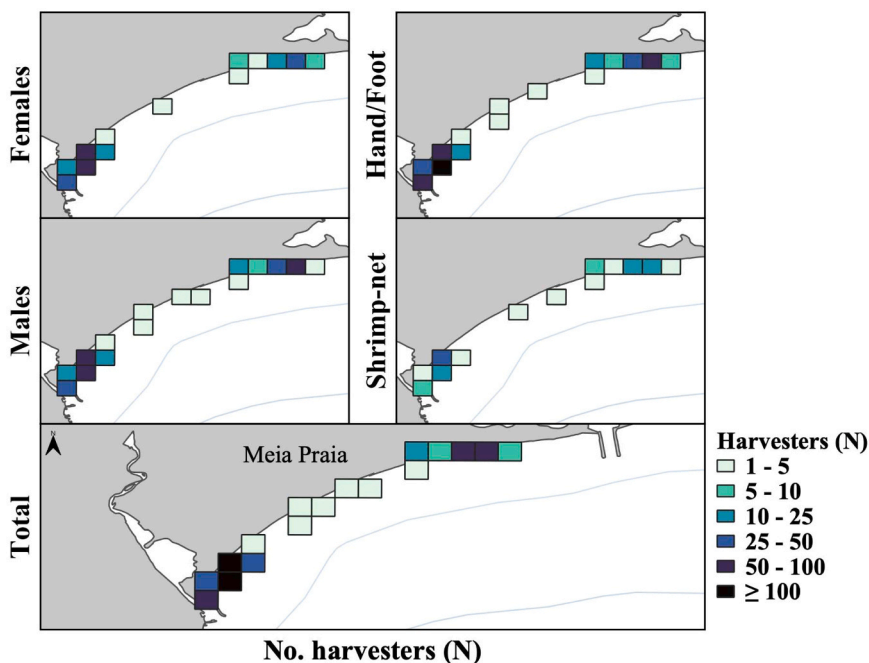 Females
Hand/Foot
Males
Shrimp-net
N
Meia Praia
Total
Harvesters (N)
1 - 5
5 - 10
10 - 25
25 - 50
50 - 100
≥ 100
No. harvesters (N)